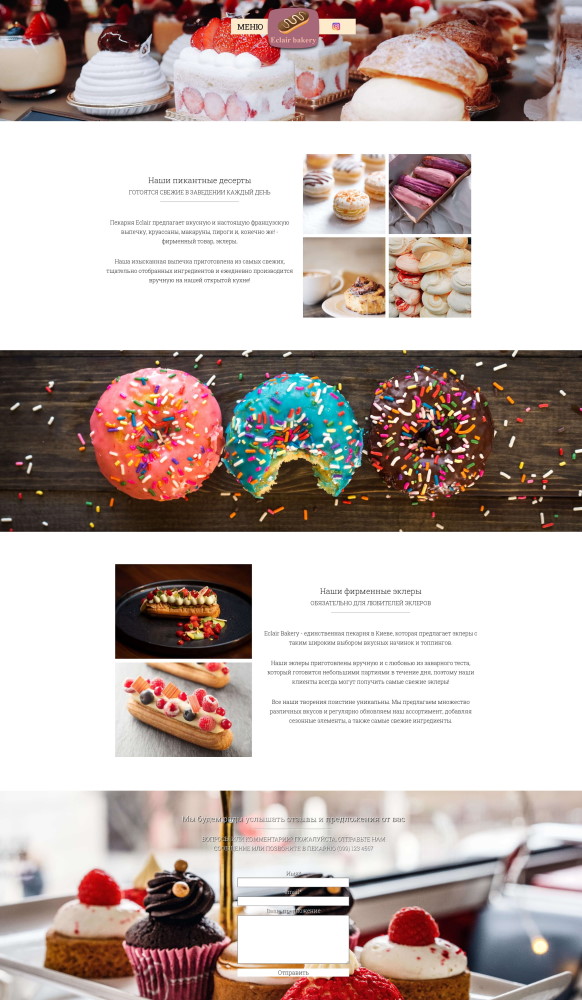 МЕНЮ
Eclair bakery
Наши пикантные десерты
ГОТОЯТСЯ СВЕЖИЕ В ЗАВЕДЕНИИ КАЖДЫЙ ДЕНЬ
Пекарня Eclair предлагает вкусную и настоящую французскую
выпечку, круассаны, макаруны, пироги и, конечно же! -
фирменный товар, эклеры.
Наша изысканная выпечка приготовлена из самых свежих,
тщательно отобранных ингредиентов и ежедневно производится
вручную на нашей открытой кухне!
Наши фирменные эклеры
ОБЯЗАТЕЛЬНО ДЛЯ ЛЮБИТЕЛЕЙ ЭКЛЕРОВ
Eclair Bakery - единственная пекарня в Киеве, которая предлагает эклеры с
таким широким выбором вкусных начинок и топпингов.
Наши эклеры приготовлены вручную и с любовью из заварного теста,
который готовится небольшими партиями в течение дня, поэтому наши
клиенты всегда могут получить самые свежие эклеры!
Все наши творения поистине уникальны. Мы предлагаем множество
различных вкусов и регулярно обновляем наш ассортимент, добавляя
сезонные элементы, а также самые свежие ингредиенты.
Мы будем рады услышать отзывы и предложения от вас
ВОПРОСЫ ИЛИ КОММЕНТАРИИ? ПОЖАЛУЙСТА, ОТПРАВЬТЕ НАМ
СООБЩЕНИЕ ИЛИ ПОЗВОНИТЕ В ПЕКАРНЮ
Имя*
Email*
Ваше предложение
Отправить